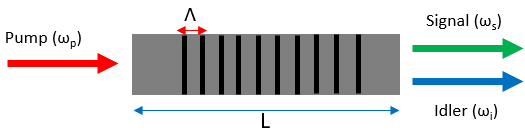 Λ
Signal (ωs)
Pump (ωp)
L
Idler (ωi)